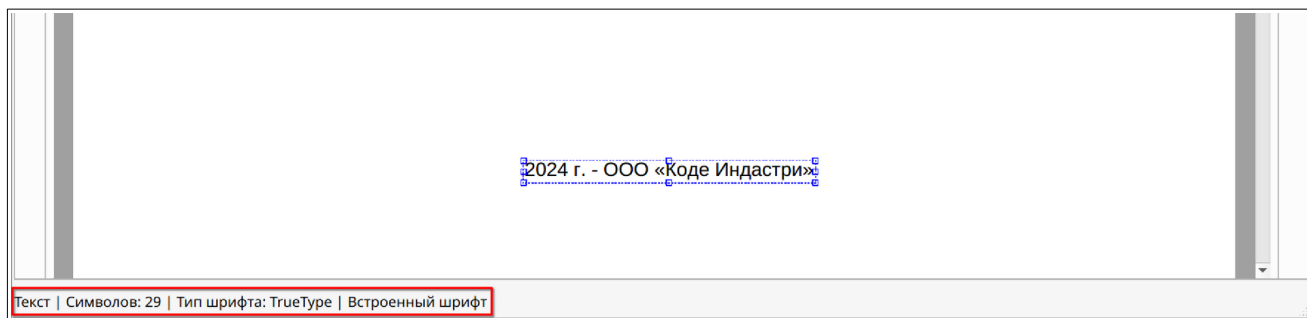 2024 г. - ООО «Коде Индастри»
Текст | Символов: 29 | Тип шрифта: TrueType | Встроенный шрифт